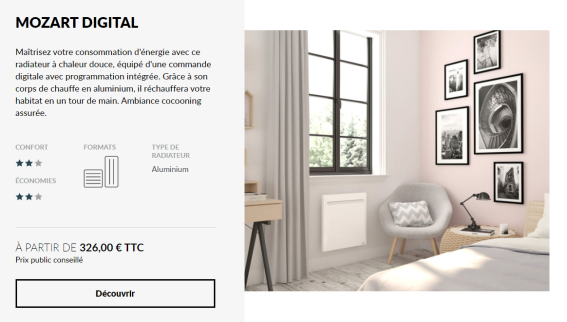 MOZART DIGITAL
Maîtrisez votre consommation d'énergie avec ce
radiateur à chaleur douce, équipé d'une commande
digitale avec programmation intégrée. Grâce à son
corps de chauffe en aluminium, il réchauffera votre
habitat en un tour de main. Ambiance cocooning
assurée.
CONFORT
FORMATS
TYPE DE
RADIATEUR
Aluminium
ÉCONOMIES
À PARTIR DE 326,00 € TTC
Prix public conseillé
Découvrir